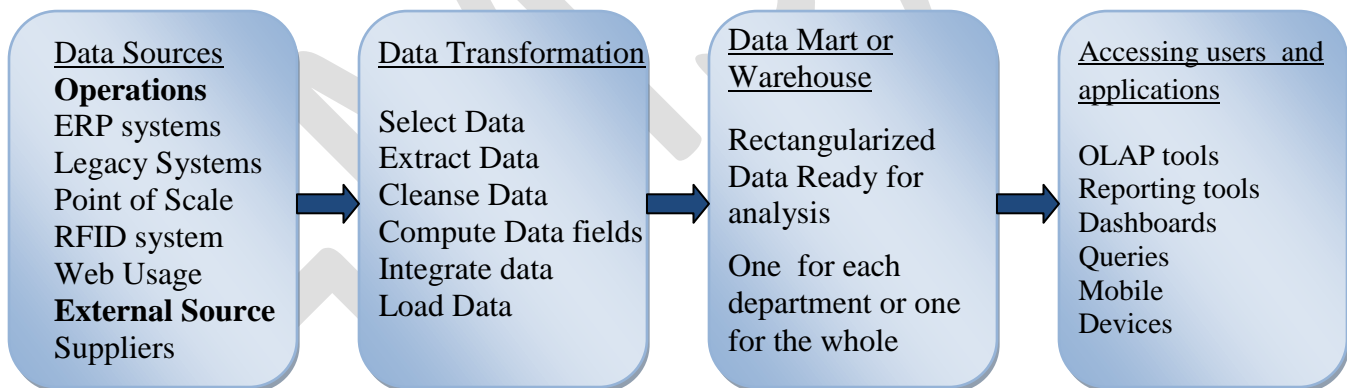 Data Sources
Operations
ERP systems
Legacy Systems
Point of Scale
RFID system
Web Usage
External Source
Suppliers
Data Transformation
Select Data
Extract Data
Cleanse Data
Compute Data fields
Integrate data
Load Data
Data Mart or
Warehouse
Rectangularized
Data Ready for
analysis
One for each
department or one
for the whole
Accessing users and
applications
OLAP tools
Reporting tools
Dashboards
Queries
Mobile
Devices